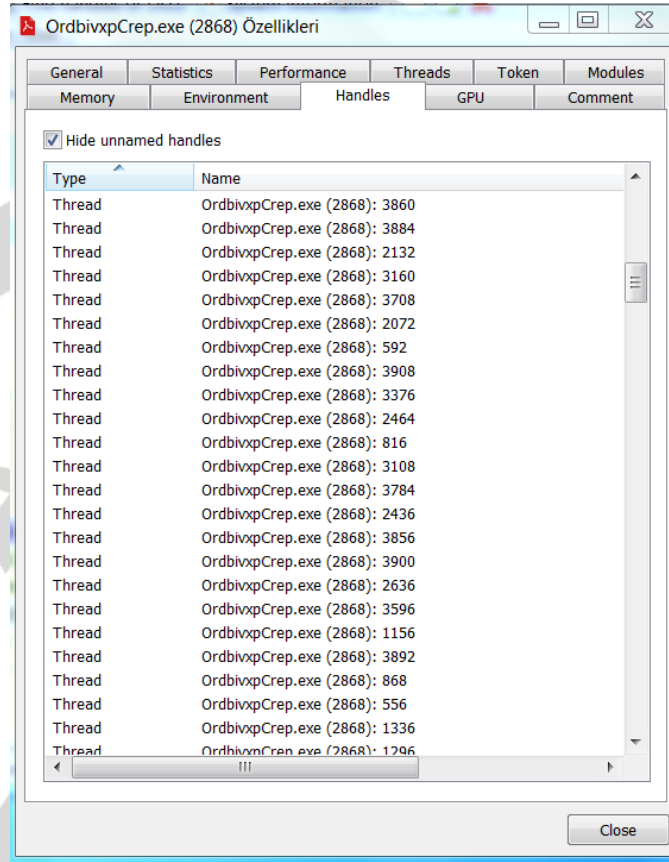 OrdbivxpCrep.exe (2868) Özellikleri
General Statistics Performance Threads Token Modules
Memory Environment Handles GPU Comment
Hide unnamed handles
Type Name
Thread OrdbivxpCrep.exe (2868): 3860
Thread OrdbivxpCrep.exe (2868): 3884
Thread OrdbivxpCrep.exe (2868): 2132
Thread OrdbivxpCrep.exe (2868): 3160
Thread OrdbivxpCrep.exe (2868): 3708
Thread OrdbivxpCrep.exe (2868): 2072
Thread OrdbivxpCrep.exe (2868): 592
Thread OrdbivxpCrep.exe (2868): 3908
Thread OrdbivxpCrep.exe (2868): 3376
Thread OrdbivxpCrep.exe (2868): 2464
Thread OrdbivxpCrep.exe (2868): 816
Thread OrdbivxpCrep.exe (2868): 3108
Thread OrdbivxpCrep.exe (2868): 3784
Thread OrdbivxpCrep.exe (2868): 2436
Thread OrdbivxpCrep.exe (2868): 3856
Thread OrdbivxpCrep.exe (2868): 3900
Thread OrdbivxpCrep.exe (2868): 2636
Thread OrdbivxpCrep.exe (2868): 3596
Thread OrdbivxpCrep.exe (2868): 1156
Thread OrdbivxpCrep.exe (2868): 3892
Thread OrdbivxpCrep.exe (2868): 868
Thread OrdbivxpCrep.exe (2868): 556
Thread OrdbivxpCrep.exe (2868): 1336
Thread OrdbivxpCrep.exe (2868): 1296
Close